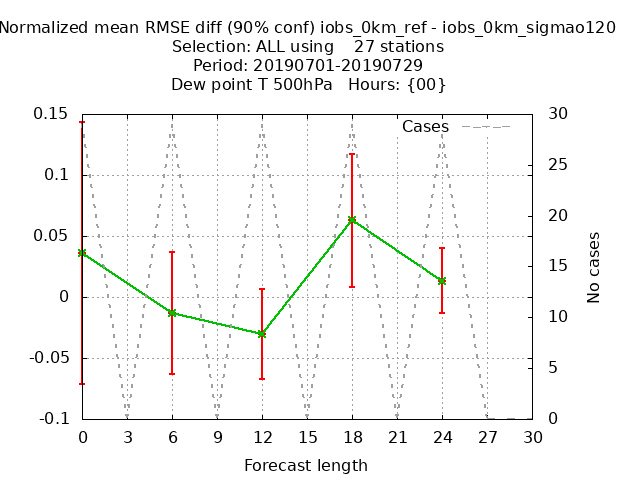 Normalized mean RMSE diff (90% conf) iobs_0km_ref - iobs_0km_sigmao120
Selection: ALL using 27 stations
Period: 20190701-20190729
Dew point T 500hPa Hours: {00}
Cases
0.15
0.1
0.05
0
-0.05
-0.1
30
25
20
15
10
5
0
No cases
0 3 6 9 12 15 18 21 24 27 30
Forecast length